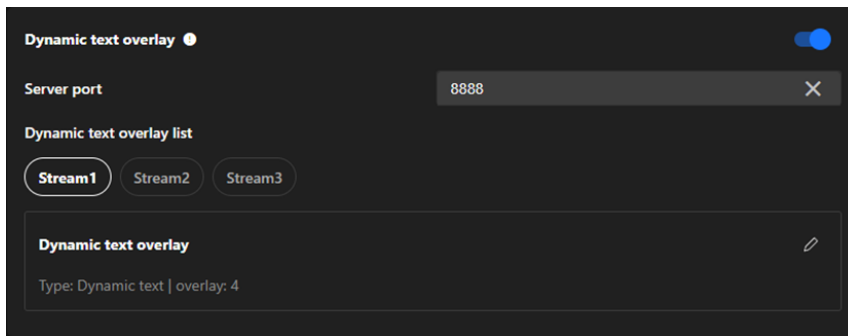 Dynamic text overlay
Server port 8888
Dynamic text overlay list
Stream1 Stream2 Stream3
Dynamic text overlay
Type: Dynamic text | overlay: 4